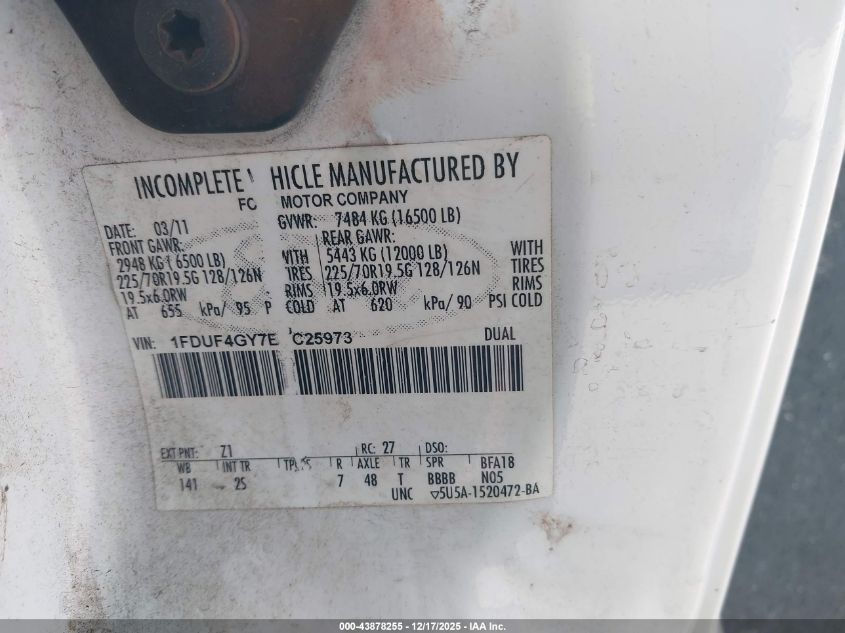 INCOMPLETE HICLE MANUFACTURED BY
FO MOTOR COMPANY
DATE: 03/11 GVWR: 7484 KG (16500 LB)
FRONT GAWR: REAR GAWR:
2948 KG (6500 LB) WITH 5443 KG (12000 LB) WITH
225/70R19.5G 128/126N TIRES 225/70R19.5G 128/126N TIRES
19.5x6.0RW RIMS 19.5x6.0RW RIMS
AT 655 kPa/ 95 P COLD AT 620 kPa/ 90 PSI COLD
VIN: 1FDUF4GY7E C25973 DUAL
EXT PNT: Z1 RC: 27 DSO:
WB INT TR R AXLE TR SPR BFA18
141 2S 7 48 T BBBB N05
UNC ▽5U5A-1520472-BA
000-43878255 - 12/17/2025 - IAA Inc.